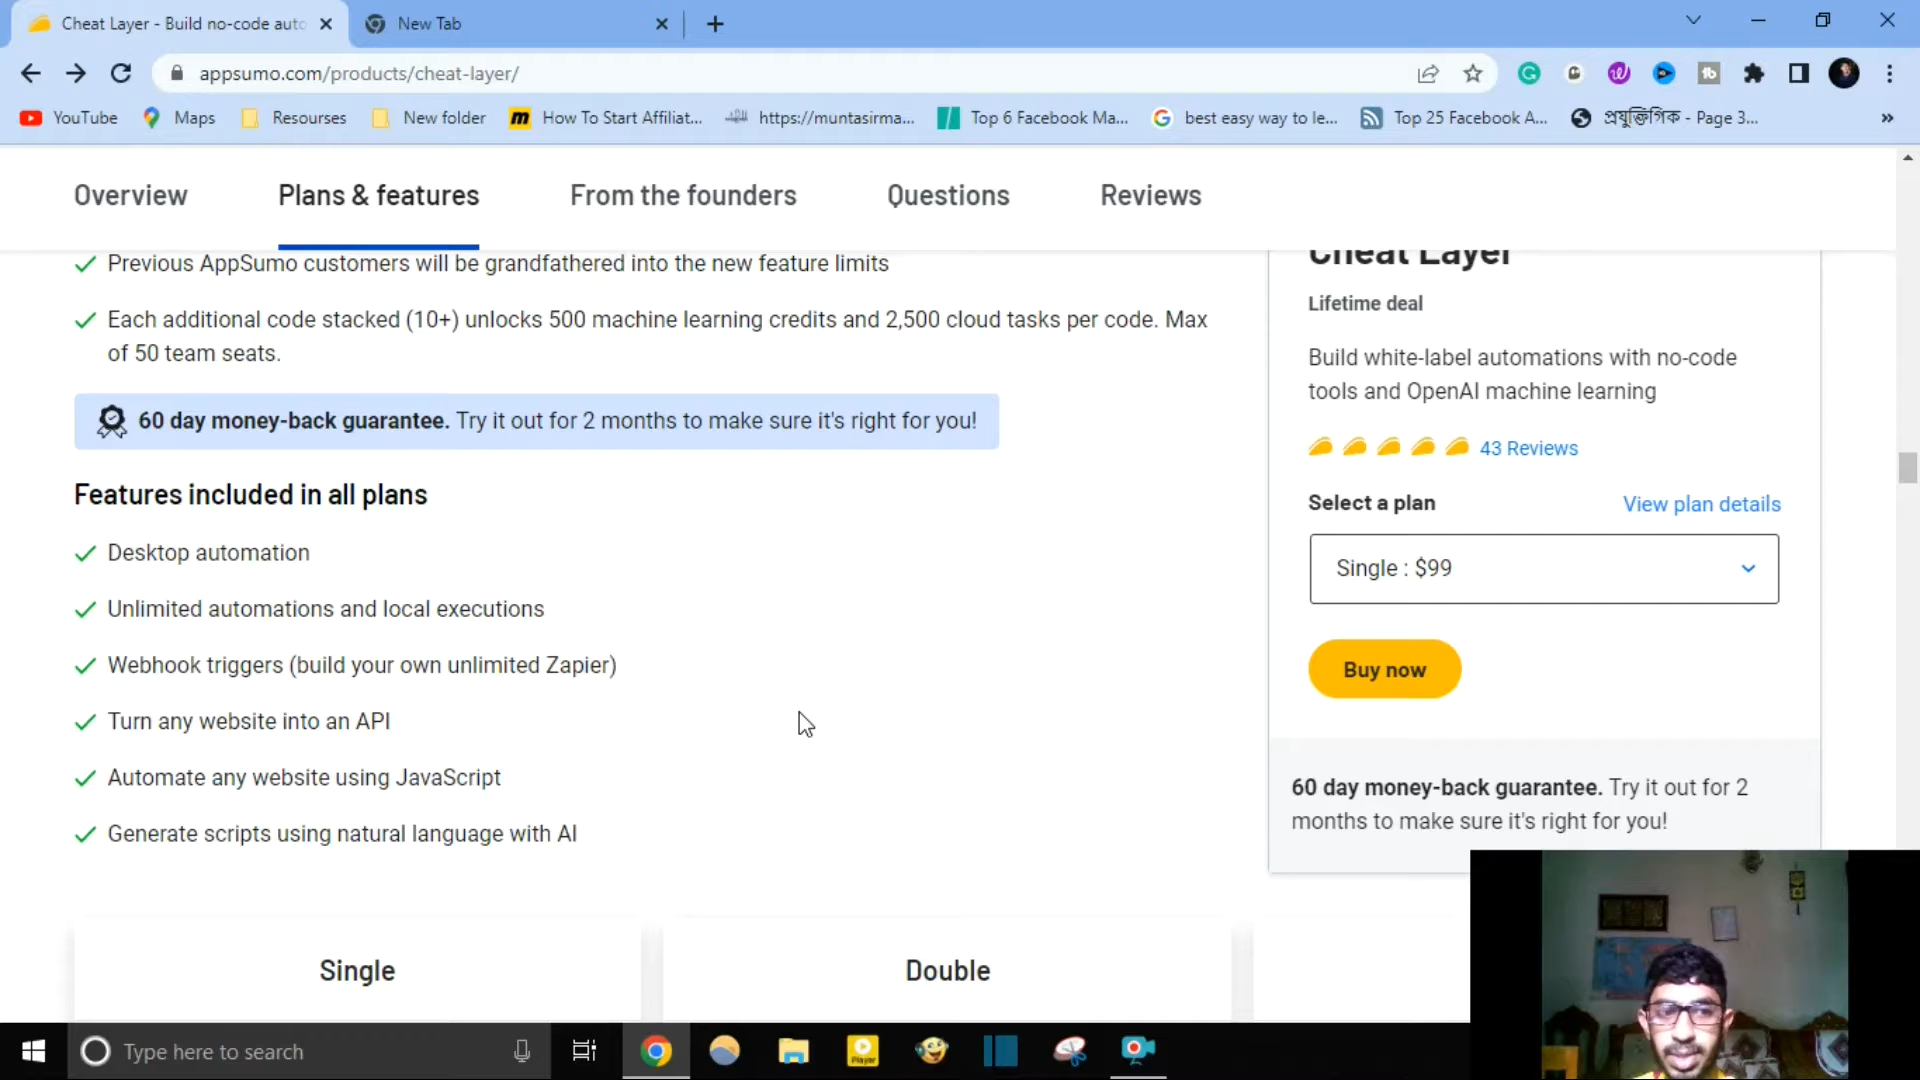 Cheat Layer - Build no-code auto
New Tab
appsumo.com/products/cheat-layer/
YouTube
Maps
Resourses
New folder
How To Start Affiliat...
https://muntasirma...
Top 6 Facebook Ma...
best easy way to le...
Top 25 Facebook A...
প্রযুক্তিগিক - Page 3...
Overview
Plans & features
From the founders
Questions
Reviews
Previous AppSumo customers will be grandfathered into the new feature limits
Each additional code stacked (10+) unlocks 500 machine learning credits and 2,500 cloud tasks per code. Max
of 50 team seats.
60 day money-back guarantee. Try it out for 2 months to make sure it's right for you!
Features included in all plans
Desktop automation
Unlimited automations and local executions
Webhook triggers (build your own unlimited Zapier)
Turn any website into an API
Automate any website using JavaScript
Generate scripts using natural language with AI
Single
Double
Cheat Layer
Lifetime deal
Build white-label automations with no-code
tools and OpenAI machine learning
43 Reviews
Select a plan
View plan details
Single : $99
Buy now
60 day money-back guarantee. Try it out for 2
months to make sure it's right for you!
Type here to search
Player